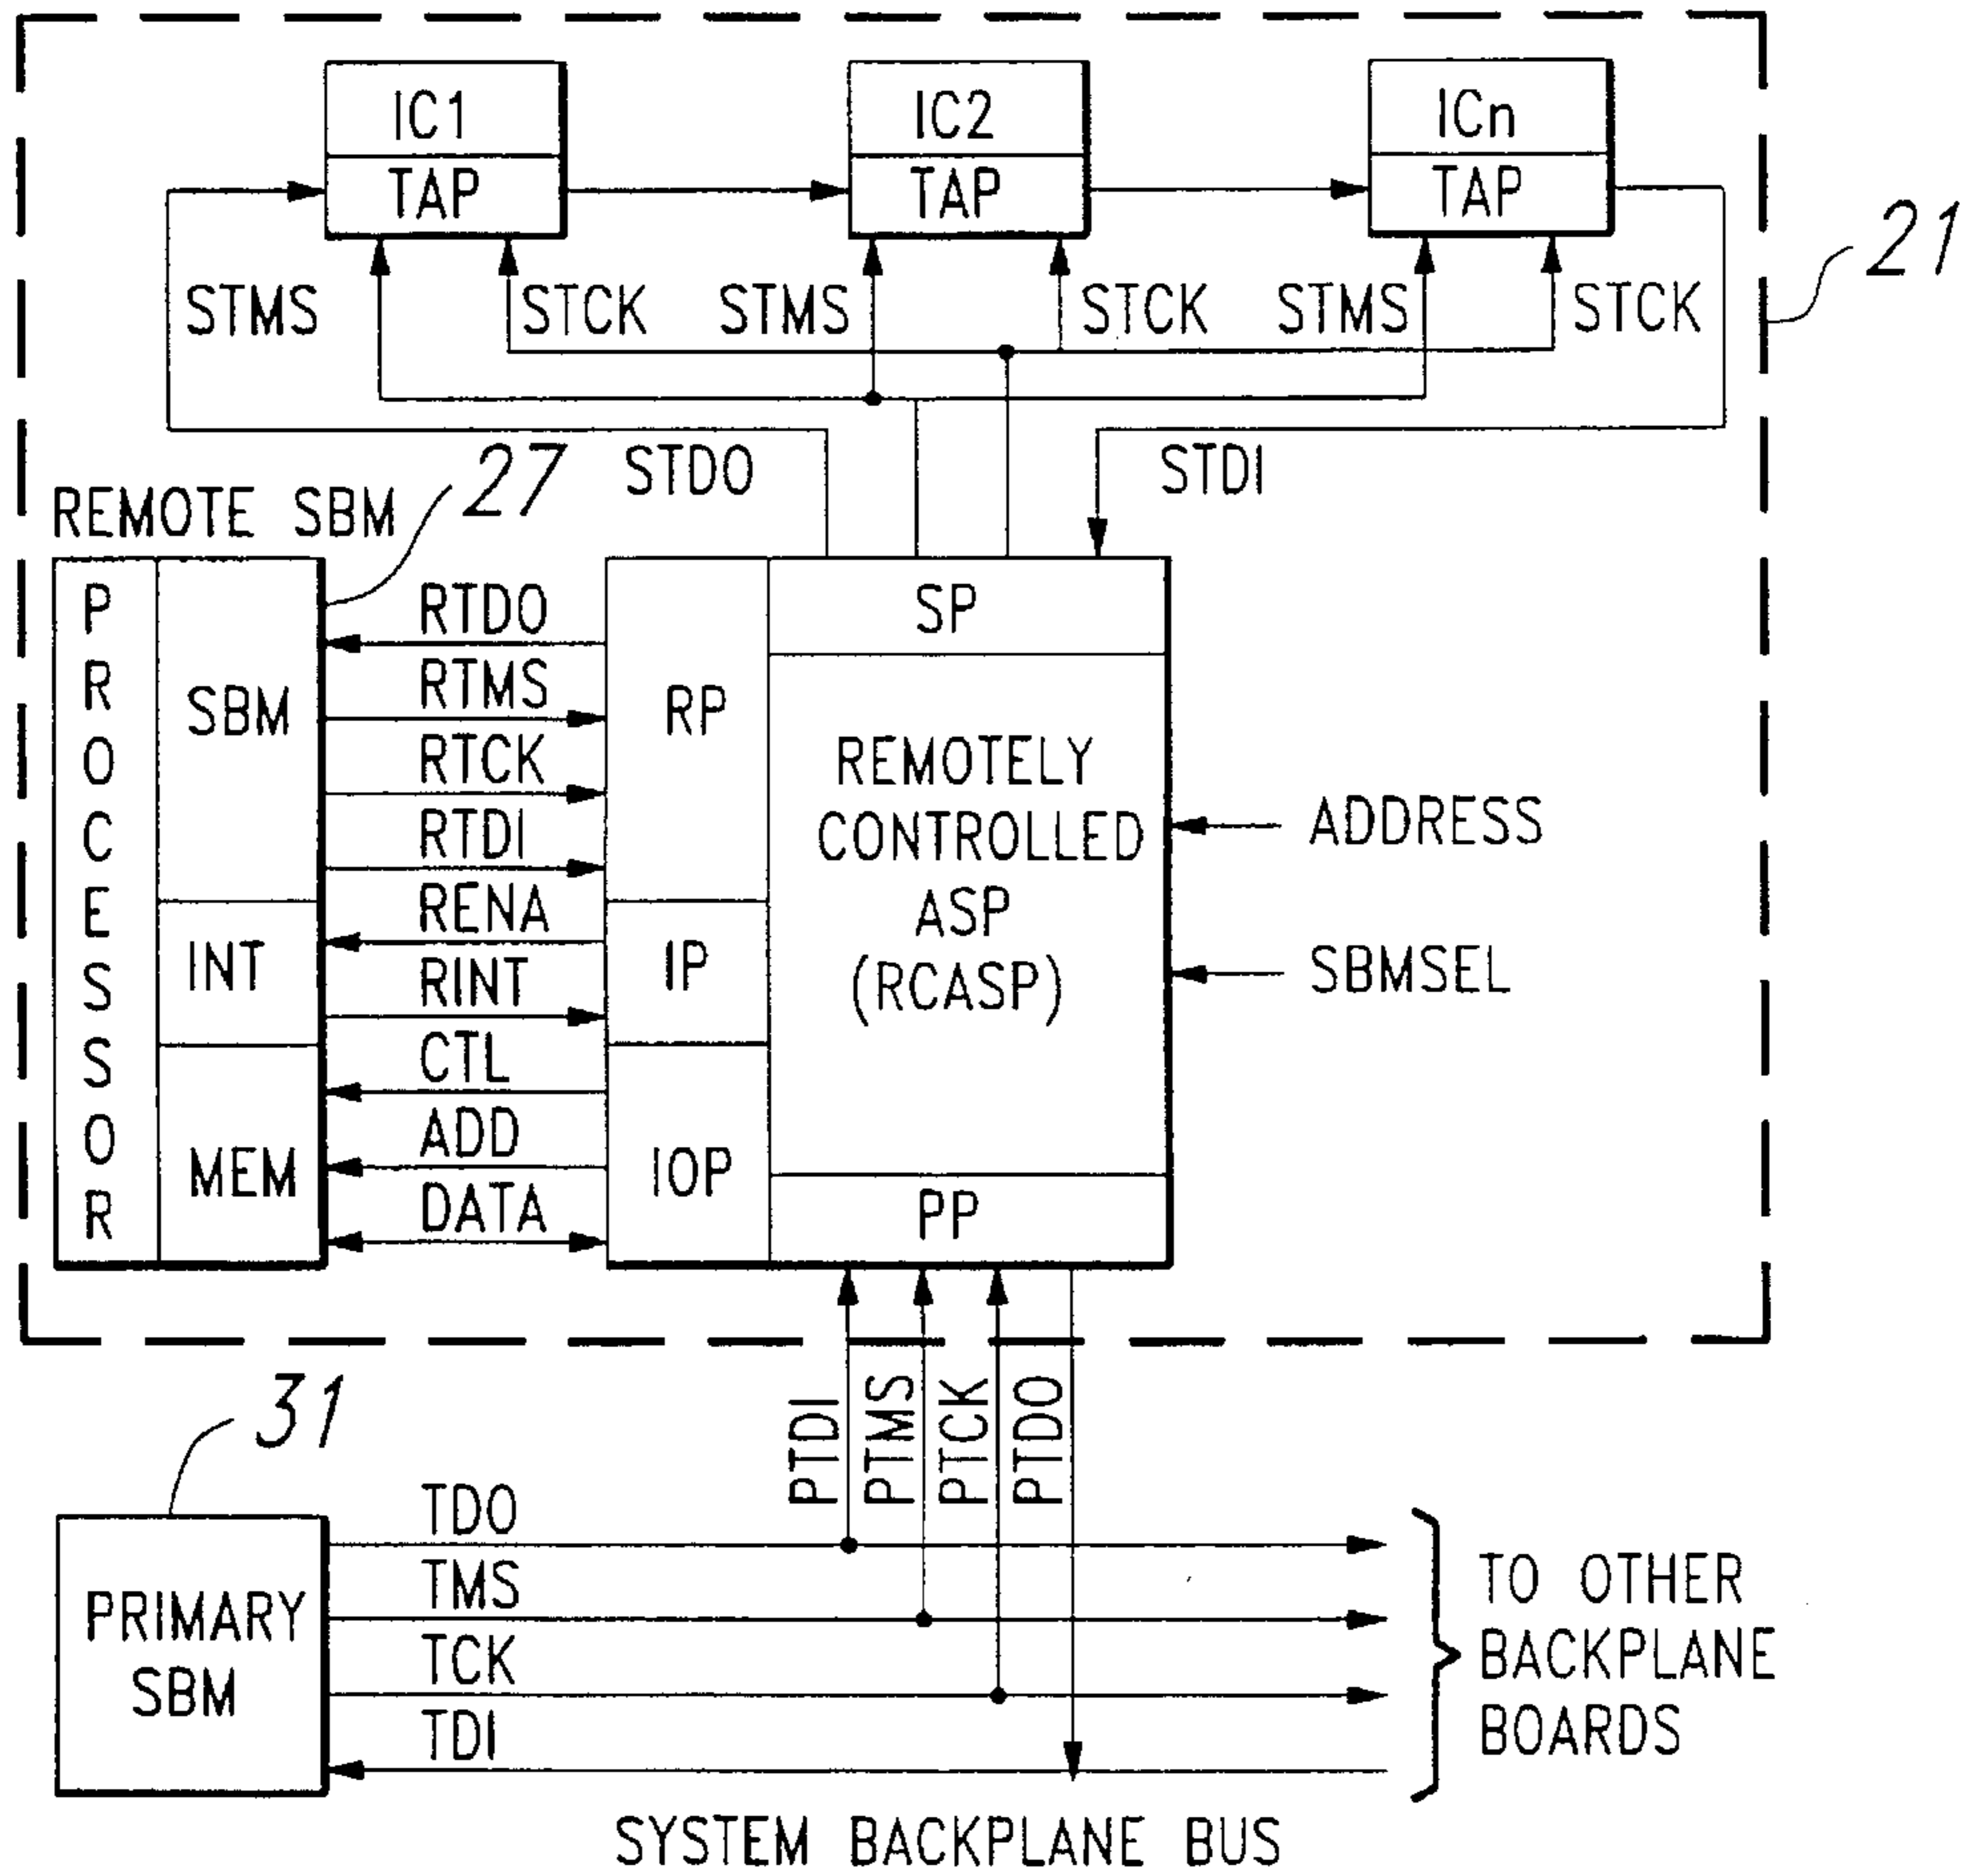 IC1
IC2
ICn
TAP
TAP
TAP
21
STMS
STCK
STMS
STCK
STMS
STCK
STDO
STDI
27
REMOTE SBM
PROCESSOR
SBM
INT
MEM
RTDO
RTMS
RTCK
RTDI
RENA
RINT
CTL
ADD
DATA
RP
IP
IOP
SP
REMOTELY
CONTROLLED
ASP
(RCASP)
PP
ADDRESS
SBMSEL
PTDI
PTMS
PTCK
PTDO
31
PRIMARY
SBM
TDO
TMS
TCK
TDI
TO OTHER
BACKPLANE
BOARDS
SYSTEM BACKPLANE BUS